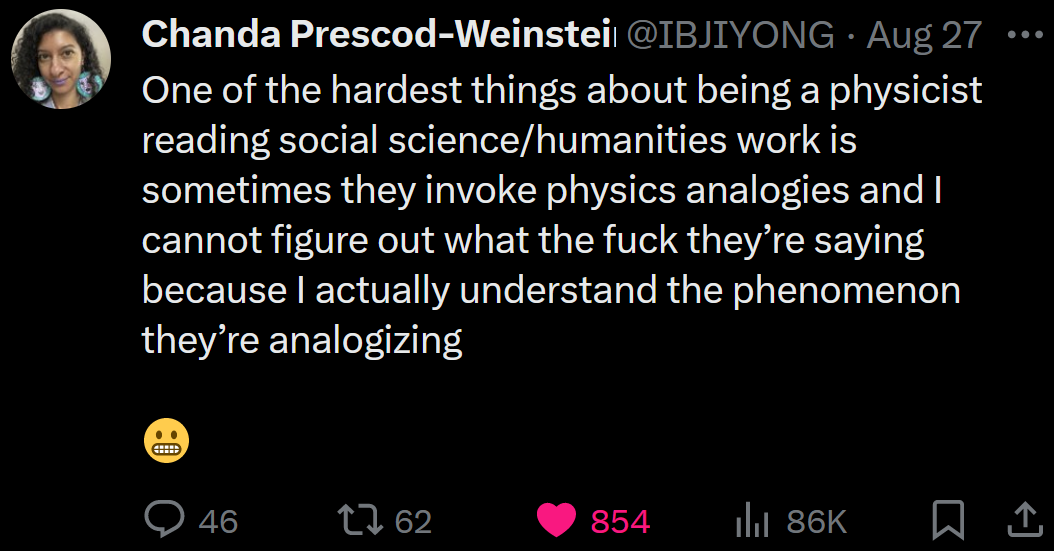 Chanda Prescod-Weinstei @IBJIYONG · Aug 27
One of the hardest things about being a physicist
reading social science/humanities work is
sometimes they invoke physics analogies and I
cannot figure out what the fuck they’re saying
because I actually understand the phenomenon
they’re analogizing
😬
46 62 854 86K